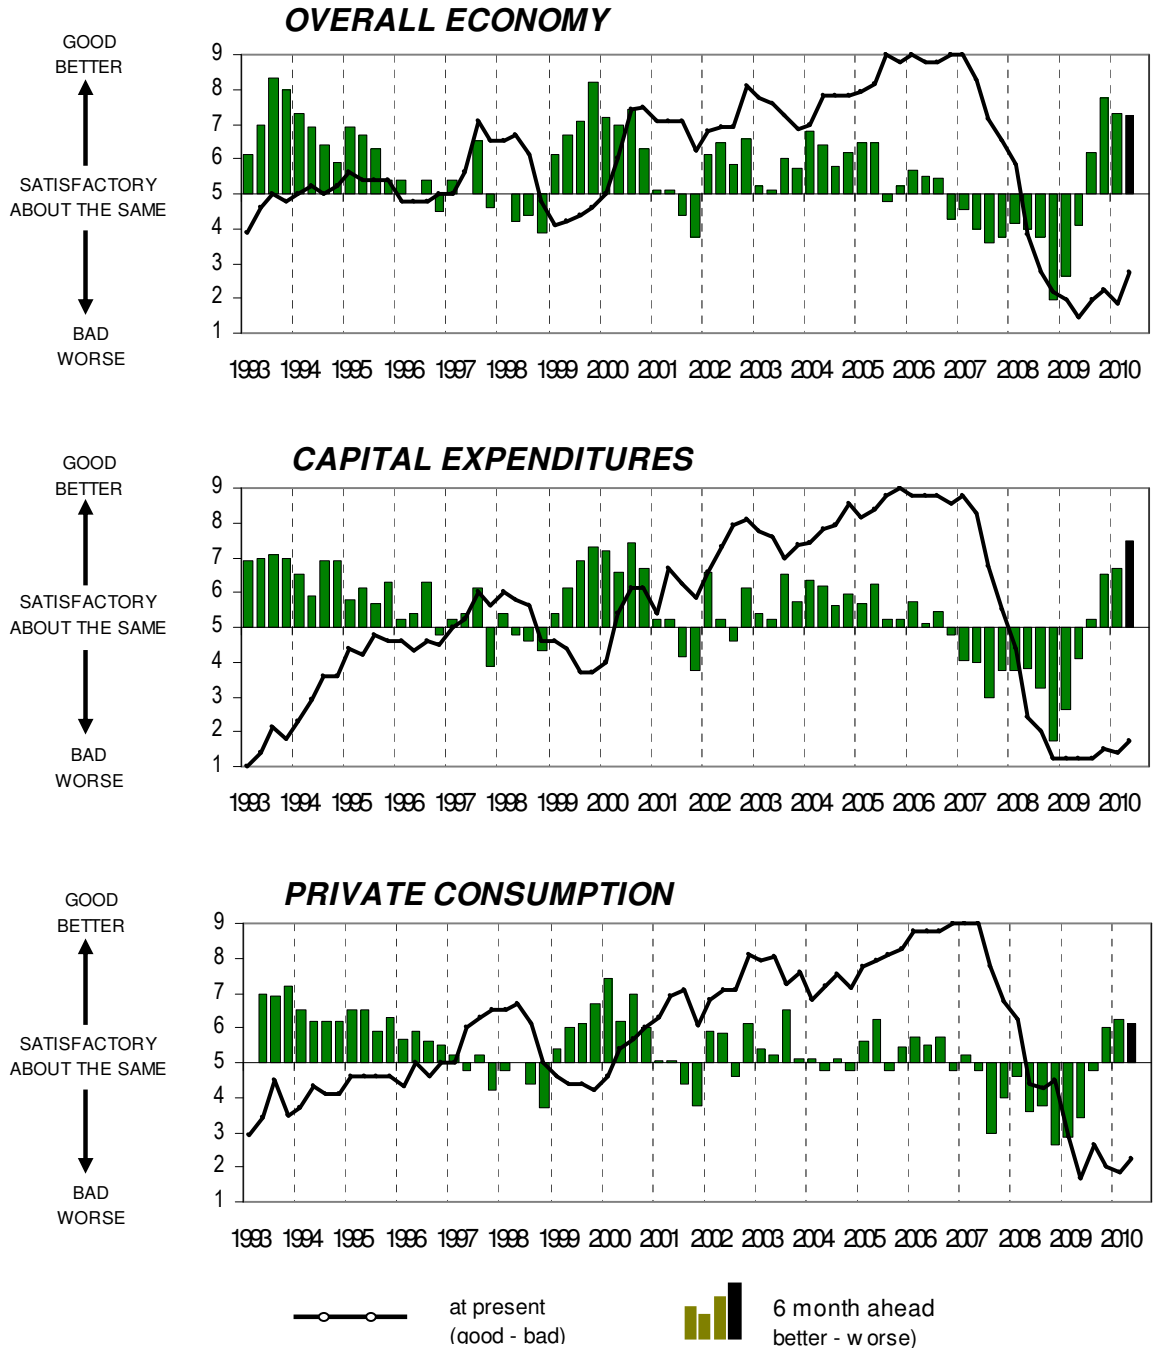 OVERALL ECONOMY
GOOD
BETTER
SATISFACTORY
ABOUT THE SAME
BAD
WORSE
9
8
7
6
5
4
3
2
1
1993 1994 1995 1996 1997 1998 1999 2000 2001 2002 2003 2004 2005 2006 2007 2008 2009 2010
CAPITAL EXPENDITURES
GOOD
BETTER
SATISFACTORY
ABOUT THE SAME
BAD
WORSE
9
8
7
6
5
4
3
2
1
1993 1994 1995 1996 1997 1998 1999 2000 2001 2002 2003 2004 2005 2006 2007 2008 2009 2010
PRIVATE CONSUMPTION
GOOD
BETTER
SATISFACTORY
ABOUT THE SAME
BAD
WORSE
9
8
7
6
5
4
3
2
1
1993 1994 1995 1996 1997 1998 1999 2000 2001 2002 2003 2004 2005 2006 2007 2008 2009 2010
at present
(good - bad)
6 month ahead
better - worse)